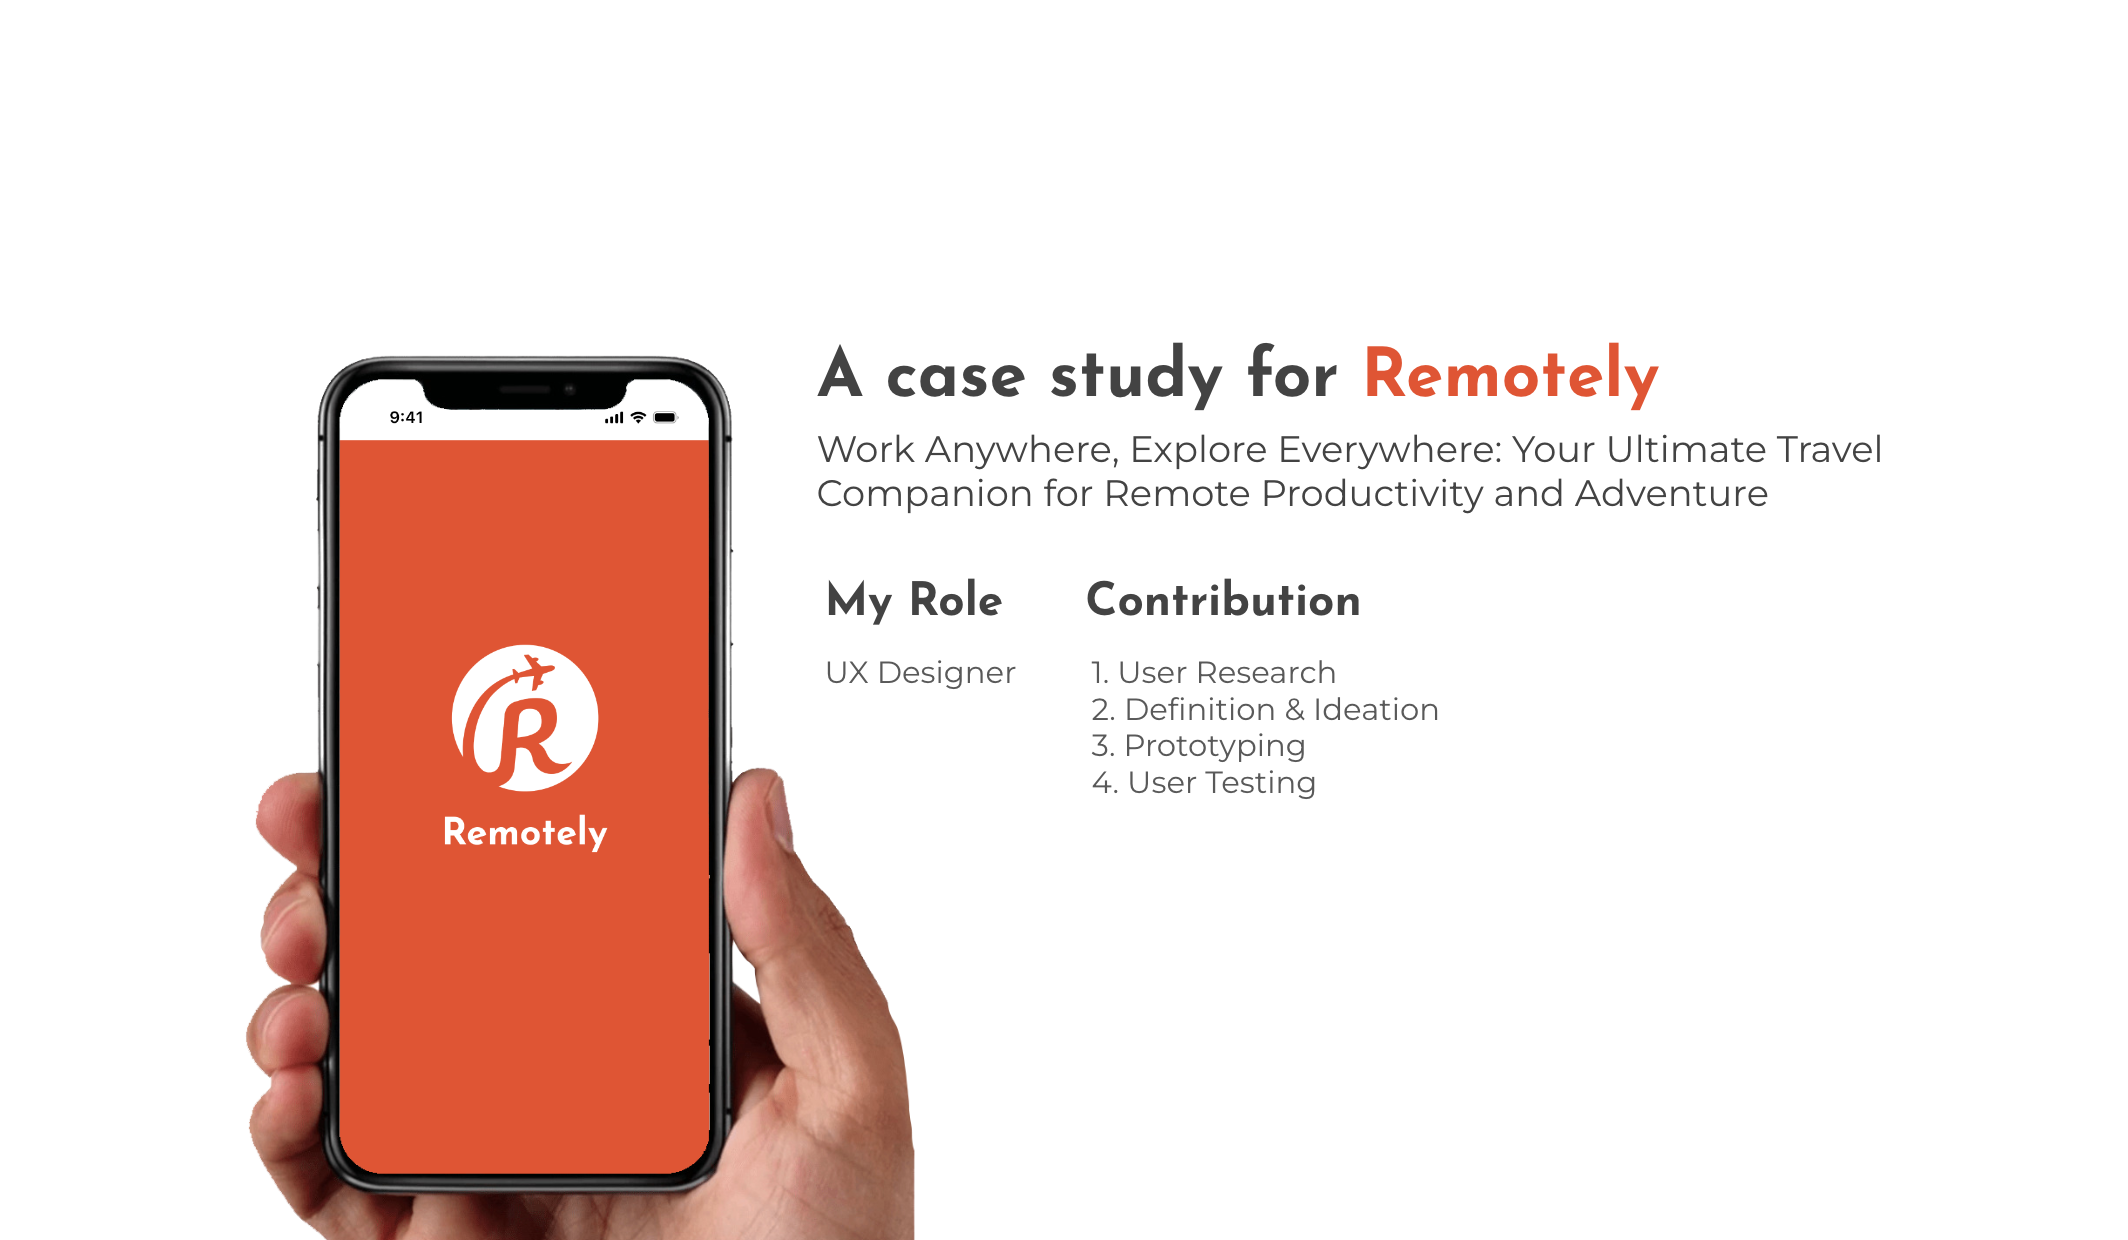 9:41
R
Remotely
A case study for Remotely
Work Anywhere, Explore Everywhere: Your Ultimate Travel
Companion for Remote Productivity and Adventure
My Role
UX Designer
Contribution
1. User Research
2. Definition & Ideation
3. Prototyping
4. User Testing